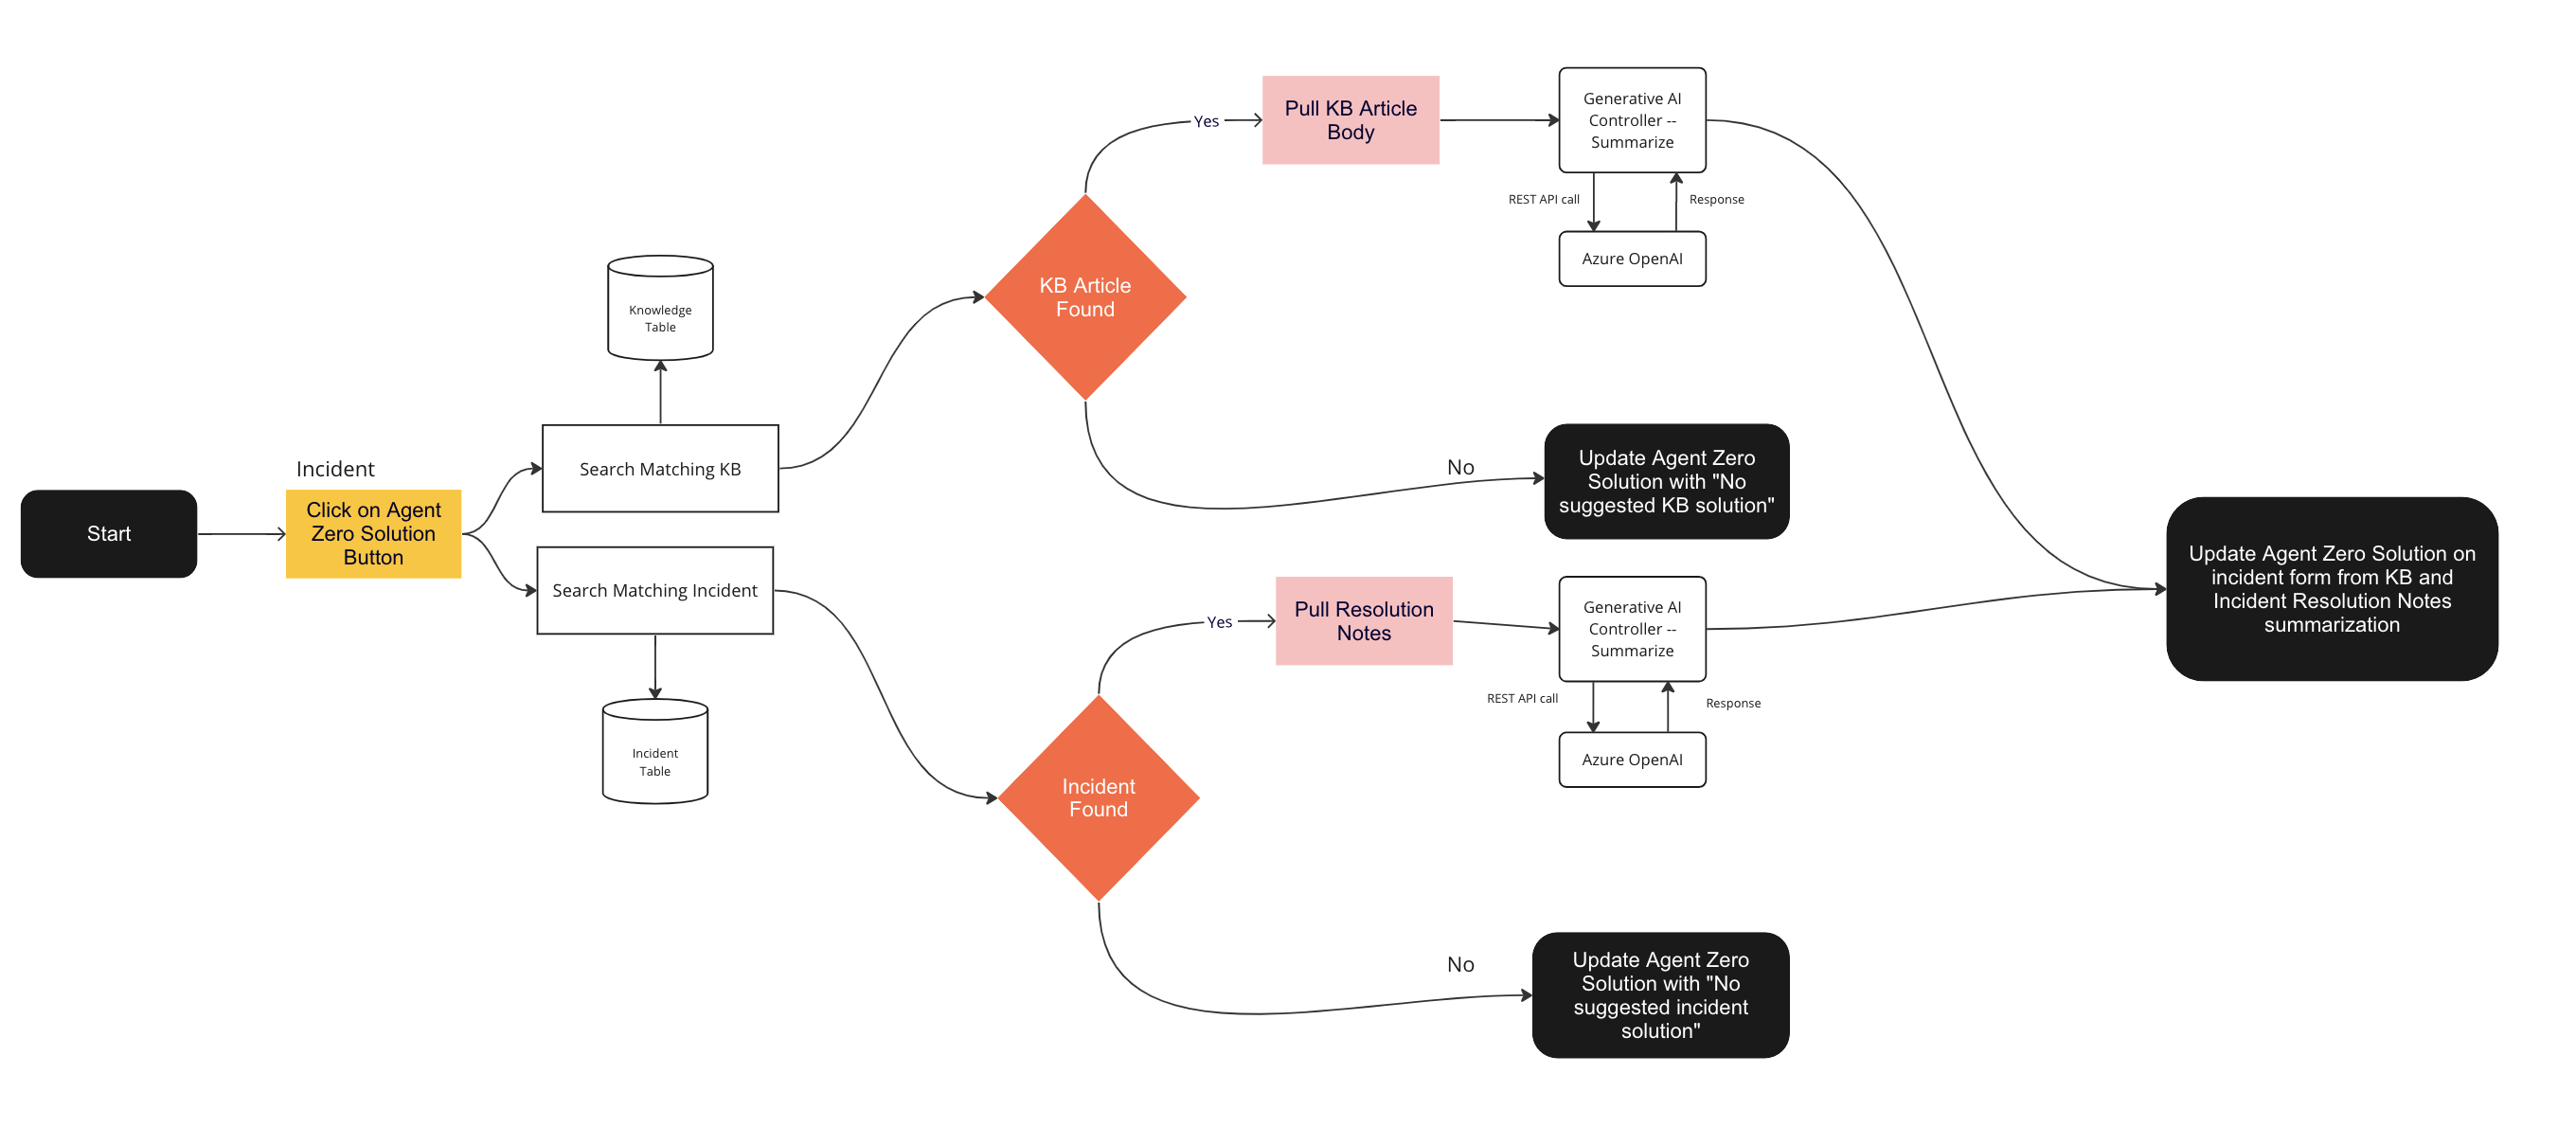 Start
Incident
Click on Agent
Zero Solution
Button
Knowledge
Table
Search Matching KB
Search Matching Incident
Incident
Table
KB Article
Found
Yes
Pull KB Article
Body
Generative AI
Controller --
Summarize
REST API call
Response
Azure OpenAI
No
Update Agent Zero
Solution with "No
suggested KB solution"
Incident
Found
Yes
Pull Resolution
Notes
Generative AI
Controller --
Summarize
REST API call
Response
Azure OpenAI
No
Update Agent Zero
Solution with "No
suggested incident
solution"
Update Agent Zero Solution on
incident form from KB and
Incident Resolution Notes
summarization